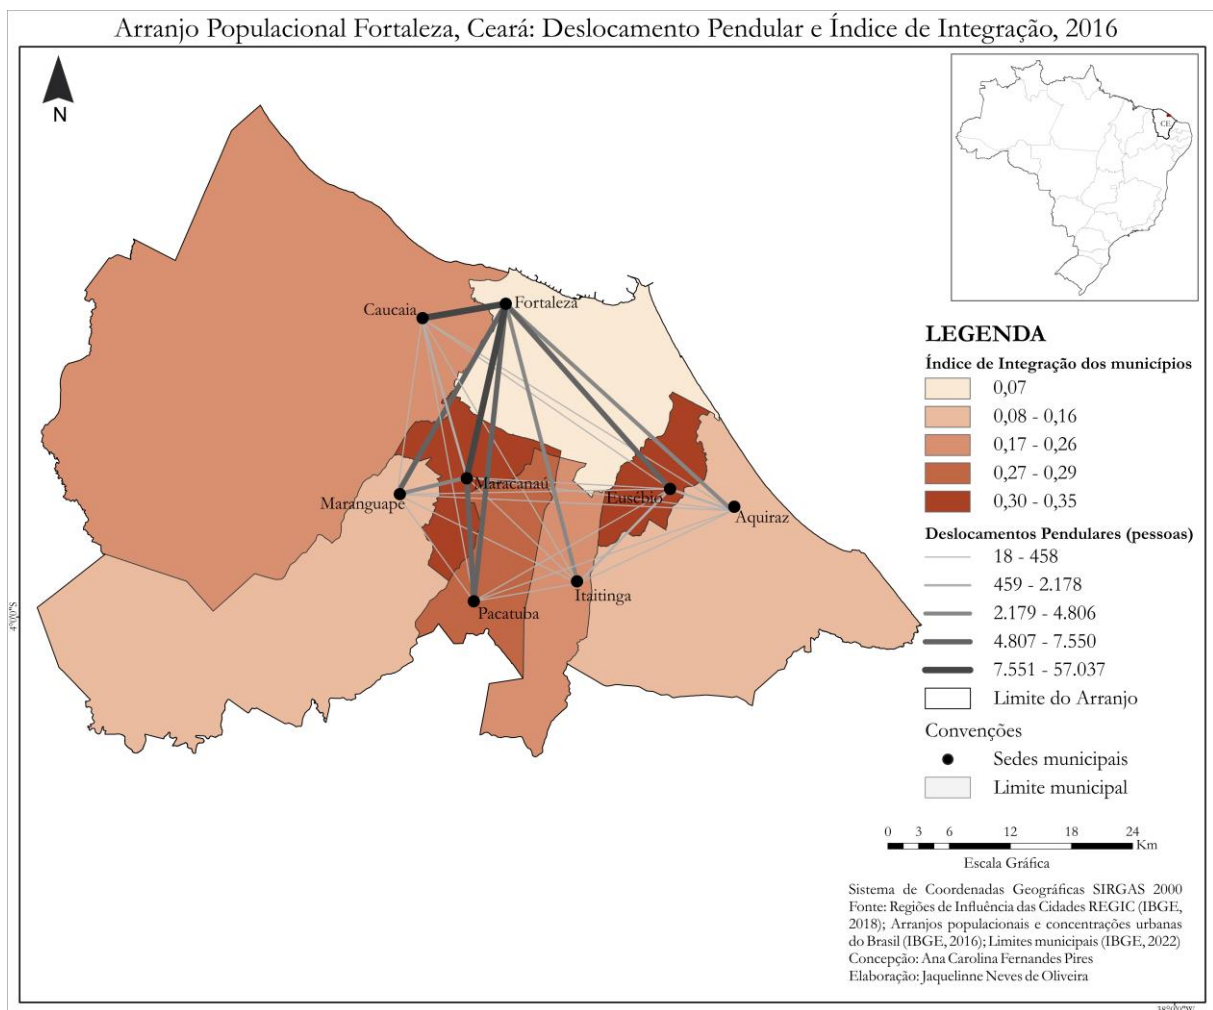 Arranjo Populacional Fortaleza, Ceará: Deslocamento Pendular e Índice de Integração, 2016
N
CE
Fortaleza
Caucaia
Maracanaú
Eusébio
Maranguape
Aquiraz
Itaitinga
Pacatuba
4°0'0"S
LEGENDA
Índice de Integração dos municípios
0,07
0,08 - 0,16
0,17 - 0,26
0,27 - 0,29
0,30 - 0,35
Deslocamentos Pendulares (pessoas)
18 - 458
459 - 2.178
2.179 - 4.806
4.807 - 7.550
7.551 - 57.037
Limite do Arranjo
Convenções
Sedes municipais
Limite municipal
0 3 6 12 18 24
Km
Escala Gráfica
Sistema de Coordenadas Geográficas SIRGAS 2000
Fonte: Regiões de Influência das Cidades REGIC (IBGE,
2018); Arranjos populacionais e concentrações urbanas
do Brasil (IBGE, 2016); Limites municipais (IBGE, 2022)
Concepção: Ana Carolina Fernandes Pires
Elaboração: Jaquelinne Neves de Oliveira